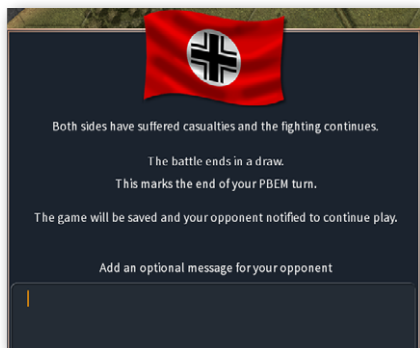 Both sides have suffered casualties and the fighting continues.
The battle ends in a draw.
This marks the end of your PBEM turn.
The game will be saved and your opponent notified to continue play.
Add an optional message for your opponent